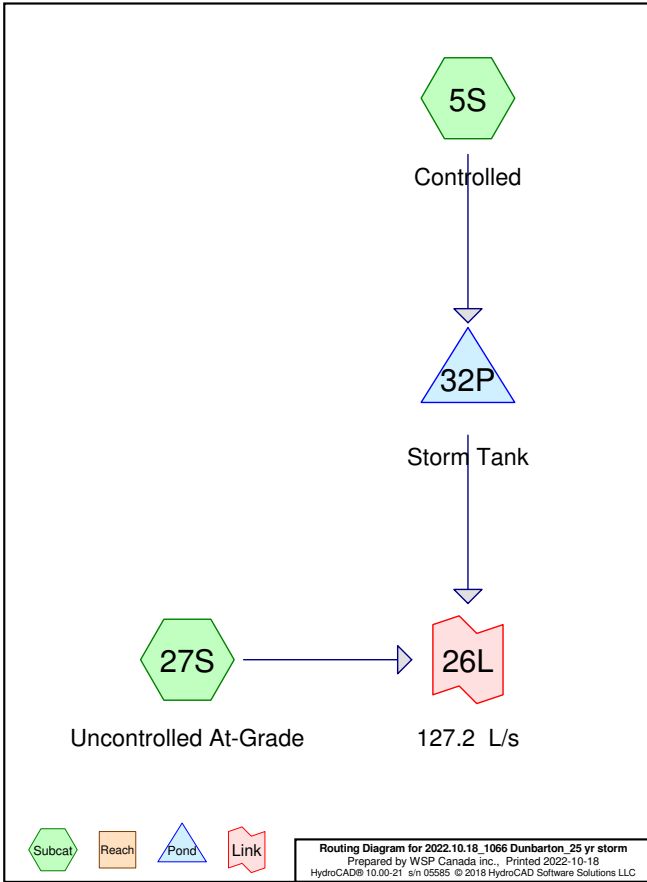 5S
Controlled
32P
Storm Tank
27S
26L
Uncontrolled At-Grade
127.2 L/s
Subcat
Reach
Pond
Link
Routing Diagram for 2022.10.18_1066 Dunbarton_25 yr storm
Prepared by WSP Canada inc., Printed 2022-10-18
HydroCAD® 10.00-21 s/n 05585 © 2018 HydroCAD Software Solutions LLC